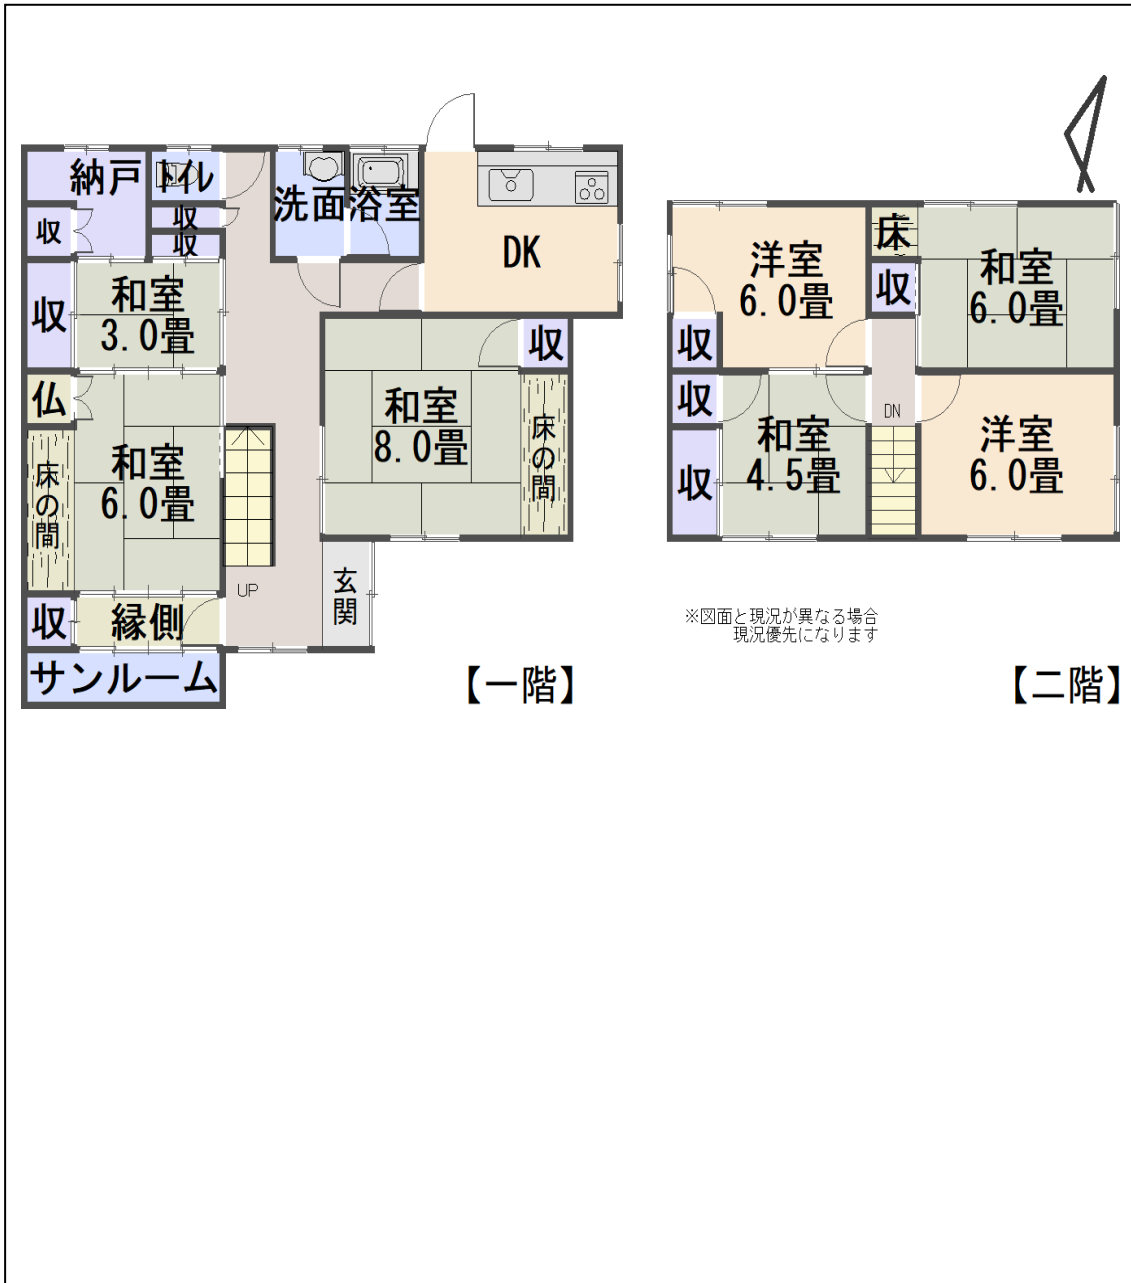 納戸
トイレ
収
収
収
洗面
浴室
DK
収
和室
3.0畳
収
和室
8.0畳
仏
床の間
和室
6.0畳
床の間
UP
玄関
収
縁側
サンルーム
【一階】
洋室
6.0畳
床
収
和室
6.0畳
収
収
和室
4.5畳
DN
洋室
6.0畳
収
※図面と現況が異なる場合
現況優先になります
【二階】